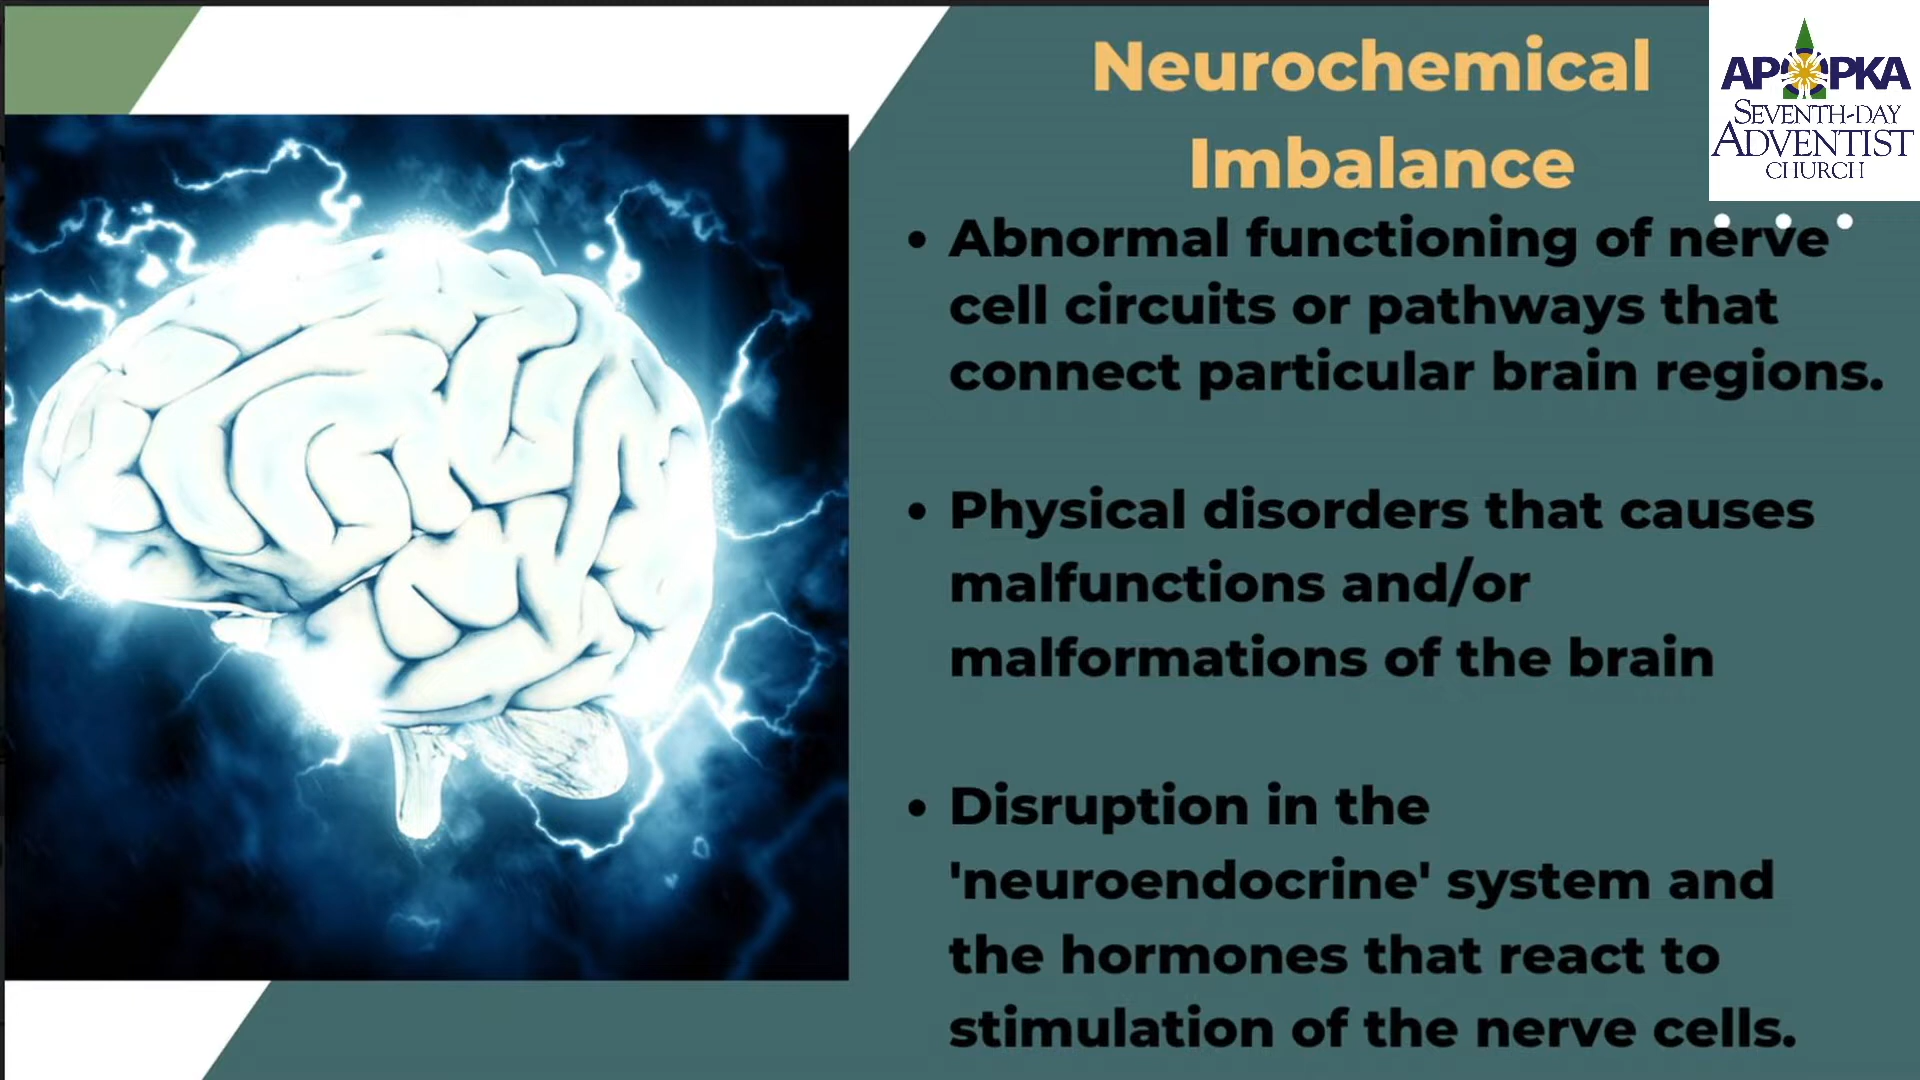 Neurochemical
Imbalance
APOPKA
SEVENTH-DAY
ADVENTIST
CHURCH
• Abnormal functioning of nerve
cell circuits or pathways that
connect particular brain regions.
• Physical disorders that causes
malfunctions and/or
malformations of the brain
• Disruption in the
'neuroendocrine' system and
the hormones that react to
stimulation of the nerve cells.